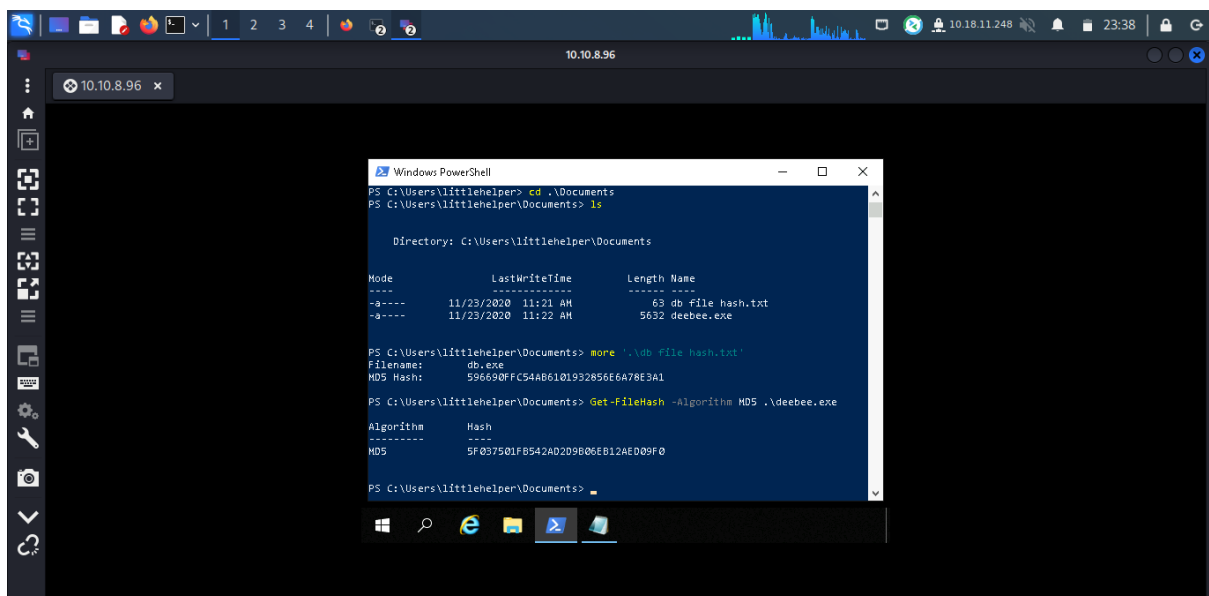 1 2 3 4
2
2
10.18.11.248
23:38
10.10.8.96
10.10.8.96
Windows PowerShell
PS C:\Users\littlehelper> cd .\Documents
PS C:\Users\littlehelper\Documents> ls
Directory: C:\Users\littlehelper\Documents
Mode LastWriteTime Length Name
---- ------------- ------ ----
-a---- 11/23/2020 11:21 AM 63 db file hash.txt
-a---- 11/23/2020 11:22 AM 5632 deebee.exe
PS C:\Users\littlehelper\Documents> more '.\db file hash.txt'
Filename: db.exe
MD5 Hash: 596690FFC54AB6101932856E6A78E3A1
PS C:\Users\littlehelper\Documents> Get-FileHash -Algorithm MD5 .\deebee.exe
Algorithm Hash
--------- ----
MD5 5F037501FB542AD2D9B06EB12AED09F0
PS C:\Users\littlehelper\Documents>